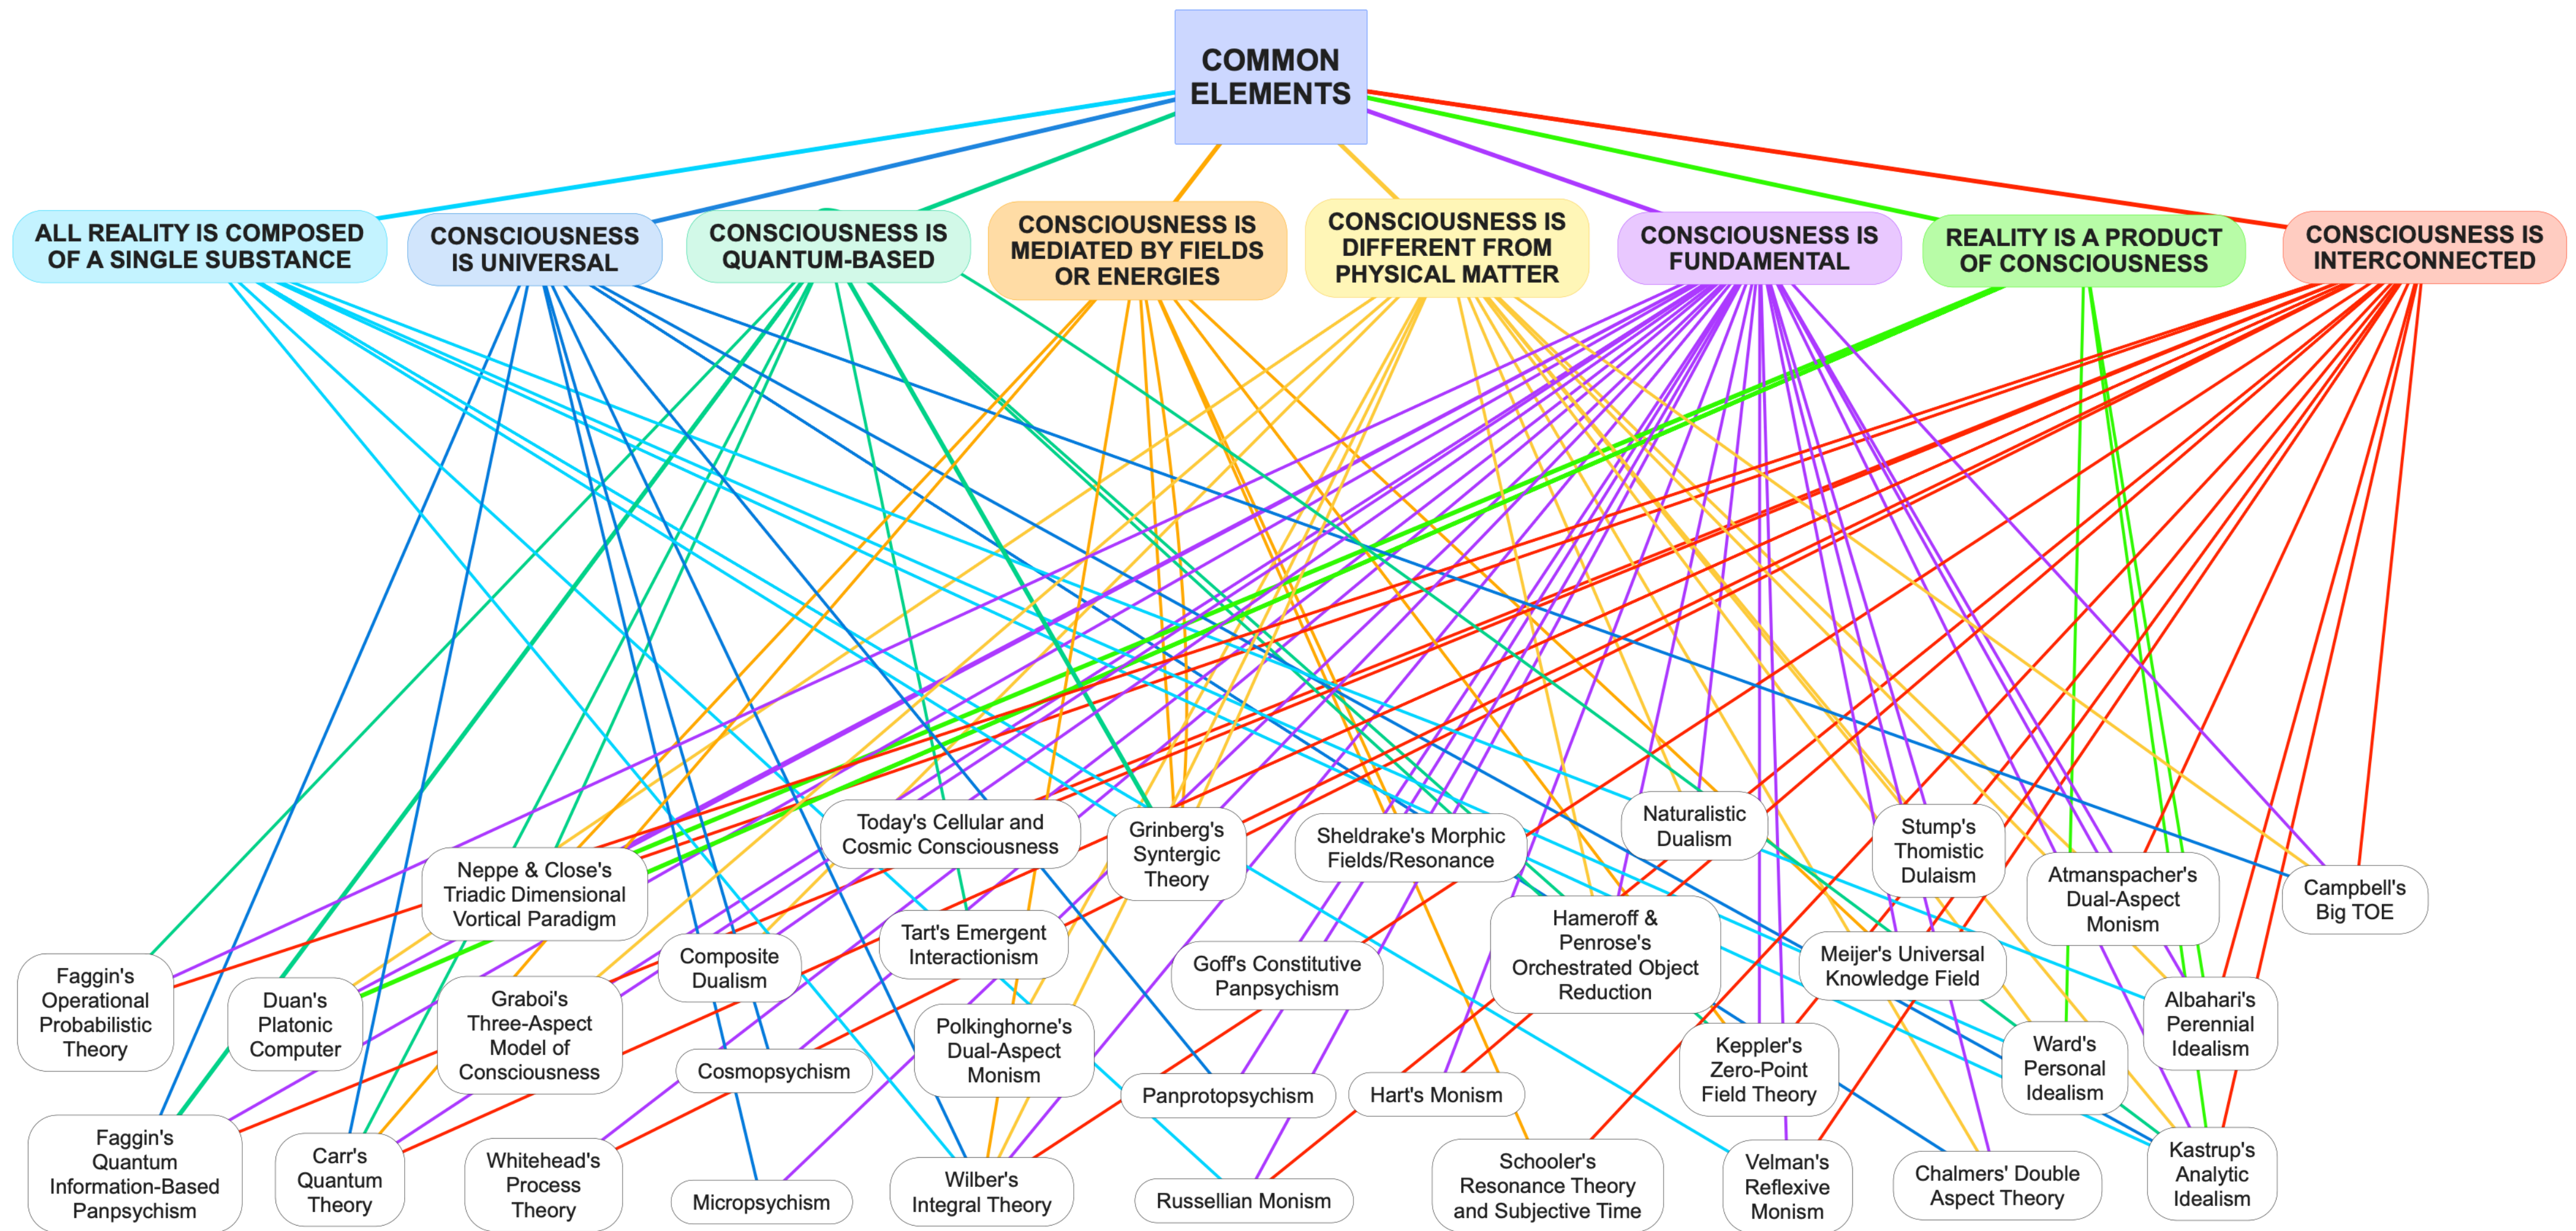 COMMON
ELEMENTS
ALL REALITY IS COMPOSED
OF A SINGLE SUBSTANCE
CONSCIOUSNESS
IS UNIVERSAL
CONSCIOUSNESS IS
QUANTUM-BASED
CONSCIOUSNESS IS
MEDIATED BY FIELDS
OR ENERGIES
CONSCIOUSNESS IS
DIFFERENT FROM
PHYSICAL MATTER
CONSCIOUSNESS IS
FUNDAMENTAL
REALITY IS A PRODUCT
OF CONSCIOUSNESS
CONSCIOUSNESS IS
INTERCONNECTED
Neppe & Close's
Triadic Dimensional
Vortical Paradigm
Today's Cellular and
Cosmic Consciousness
Grinberg's
Syntergic
Theory
Sheldrake's Morphic
Fields/Resonance
Naturalistic
Dualism
Stump's
Thomistic
Dulaism
Atmanspacher's
Dual-Aspect
Monism
Campbell's
Big TOE
Faggin's
Operational
Probabilistic
Theory
Duan's
Platonic
Computer
Graboi's
Three-Aspect
Model of
Consciousness
Composite
Dualism
Tart's Emergent
Interactionism
Goff's Constitutive
Panpsychism
Hameroff &
Penrose's
Orchestrated Object
Reduction
Meijer's Universal
Knowledge Field
Albahari's
Perennial
Idealism
Cosmopsychism
Polkinghorne's
Dual-Aspect
Monism
Panprotopsychism
Hart's Monism
Keppler's
Zero-Point
Field Theory
Ward's
Personal
Idealism
Faggin's
Quantum
Information-Based
Panpsychism
Carr's
Quantum
Theory
Whitehead's
Process
Theory
Micropsychism
Wilber's
Integral Theory
Russellian Monism
Schooler's
Resonance Theory
and Subjective Time
Velman's
Reflexive
Monism
Chalmers' Double
Aspect Theory
Kastrup's
Analytic
Idealism